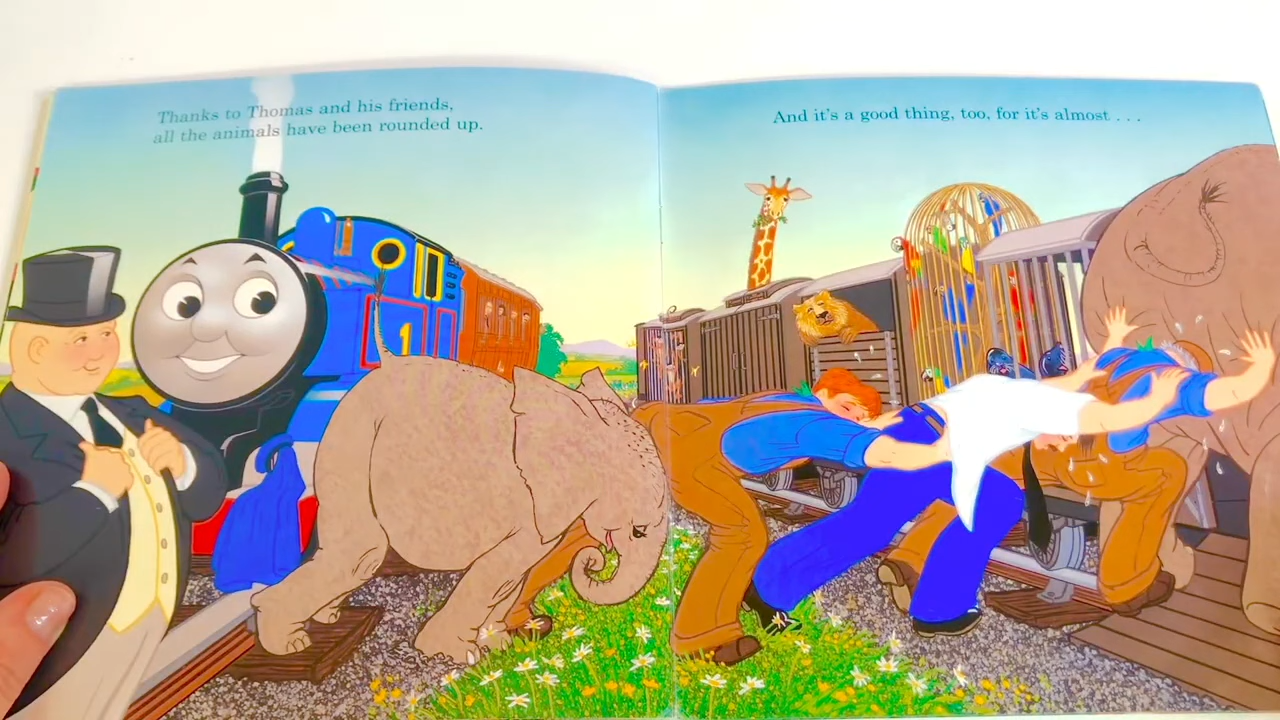 Thanks to Thomas and his friends,
all the animals have been rounded up.
1
And it's a good thing, too, for it's almost . . .